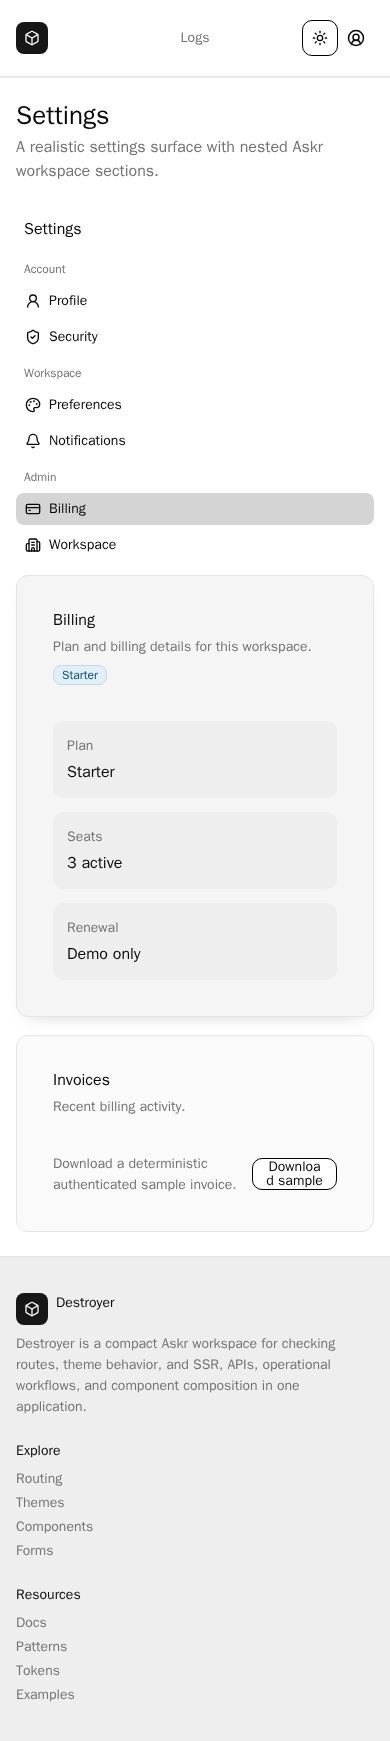 Logs
Settings
A realistic settings surface with nested Askr
workspace sections.
Settings
Account
Profile
Security
Workspace
Preferences
Notifications
Admin
Billing
Workspace
Billing
Plan and billing details for this workspace.
Starter
Plan
Starter
Seats
3 active
Renewal
Demo only
Invoices
Recent billing activity.
Download a deterministic
authenticated sample invoice.
Downloa
d sample
Destroyer
Destroyer is a compact Askr workspace for checking
routes, theme behavior, and SSR, APIs, operational
workflows, and component composition in one
application.
Explore
Routing
Themes
Components
Forms
Resources
Docs
Patterns
Tokens
Examples